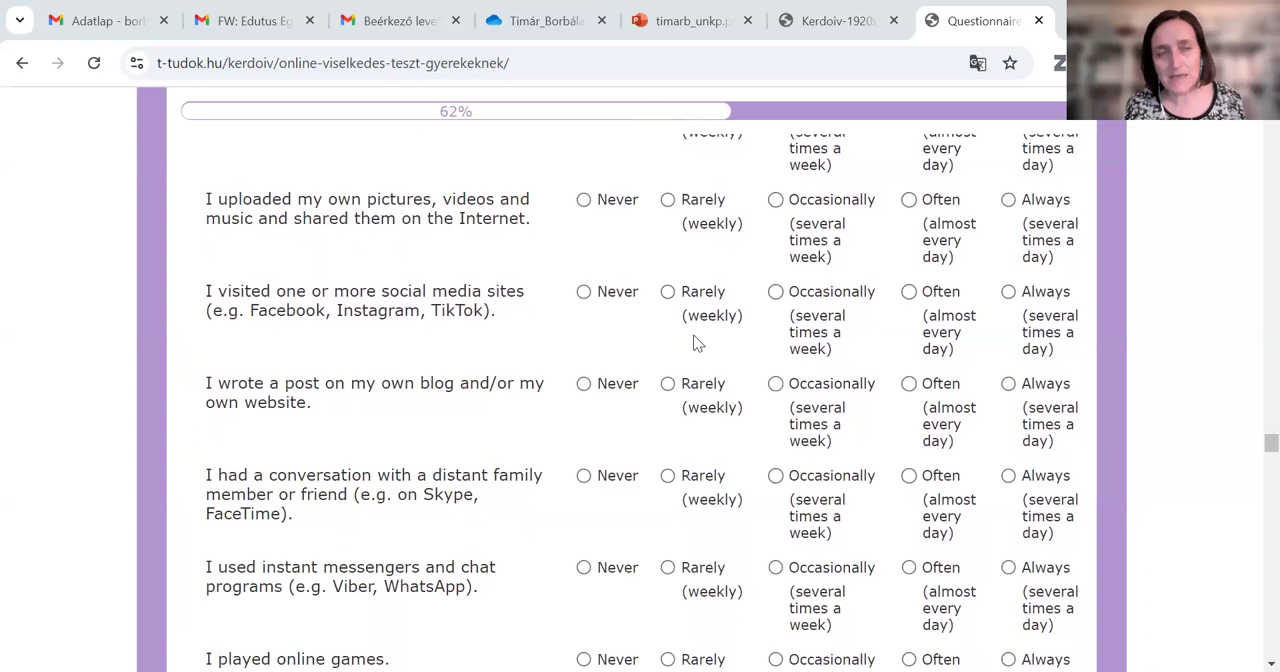 Adatlap - bor
FW: Edutus Eg
Beérkező leve
Timár_Borbála
timarb_unkp.p
Kerdoiv-1920
Questionnaire
t-tudok.hu/kerdoiv/online-viselkedes-teszt-gyerekeknek/
62%
(weekly) (several (almost (several
times a every times a
week) day) day)
I uploaded my own pictures, videos and Never Rarely Occasionally Often Always
music and shared them on the Internet. (weekly) (several (almost (several
times a every times a
week) day) day)
I visited one or more social media sites Never Rarely Occasionally Often Always
(e.g. Facebook, Instagram, TikTok). (weekly) (several (almost (several
times a every times a
week) day) day)
I wrote a post on my own blog and/or my Never Rarely Occasionally Often Always
own website. (weekly) (several (almost (several
times a every times a
week) day) day)
I had a conversation with a distant family Never Rarely Occasionally Often Always
member or friend (e.g. on Skype, (weekly) (several (almost (several
FaceTime). times a every times a
week) day) day)
I used instant messengers and chat Never Rarely Occasionally Often Always
programs (e.g. Viber, WhatsApp). (weekly) (several (almost (several
times a every times a
week) day) day)
I played online games. Never Rarely Occasionally Often Always